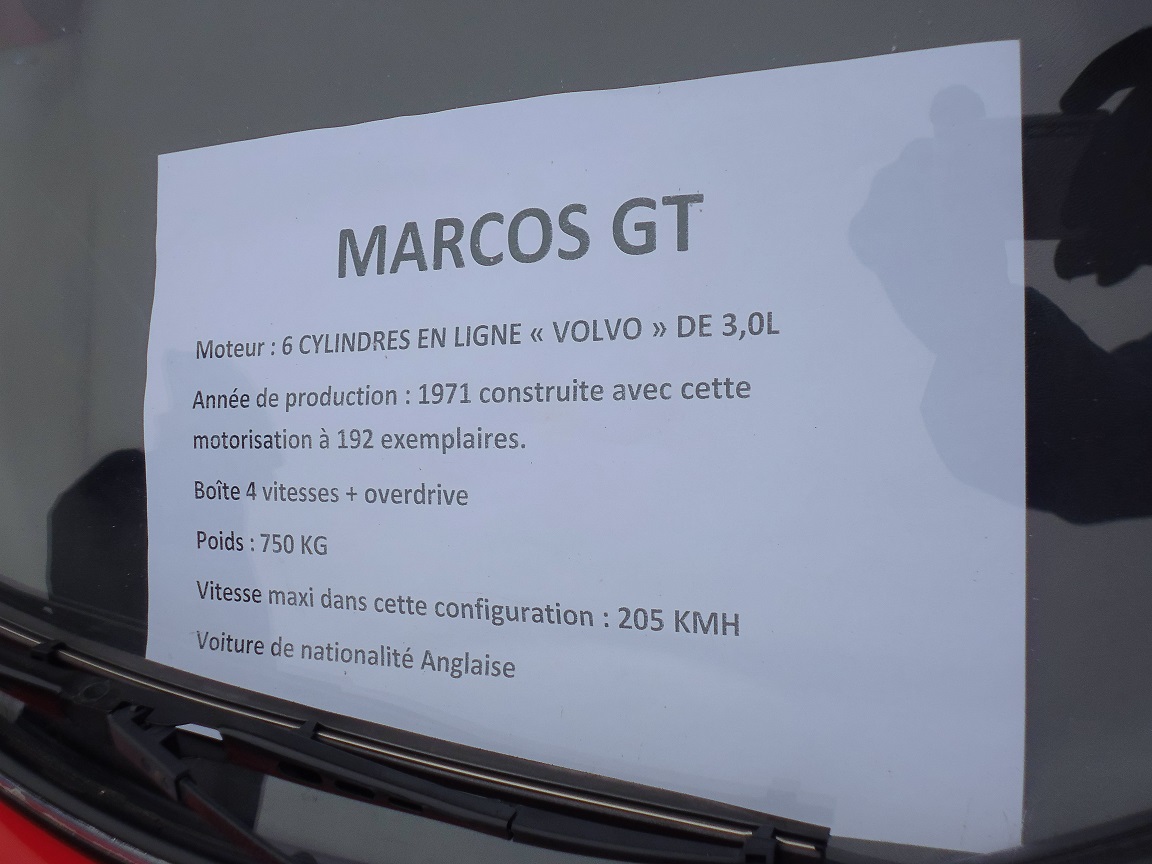 MARCOS GT
Moteur : 6 CYLINDRES EN LIGNE « VOLVO » DE 3,0L
Année de production : 1971 construite avec cette
motorisation à 192 exemplaires.
Boîte 4 vitesses + overdrive
Poids : 750 KG
Vitesse maxi dans cette configuration : 205 KMH
Voiture de nationalité Anglaise